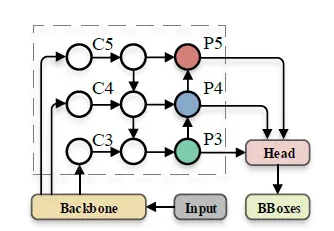 C5 P5
C4 P4
C3 P3
Head
Backbone Input BBoxes